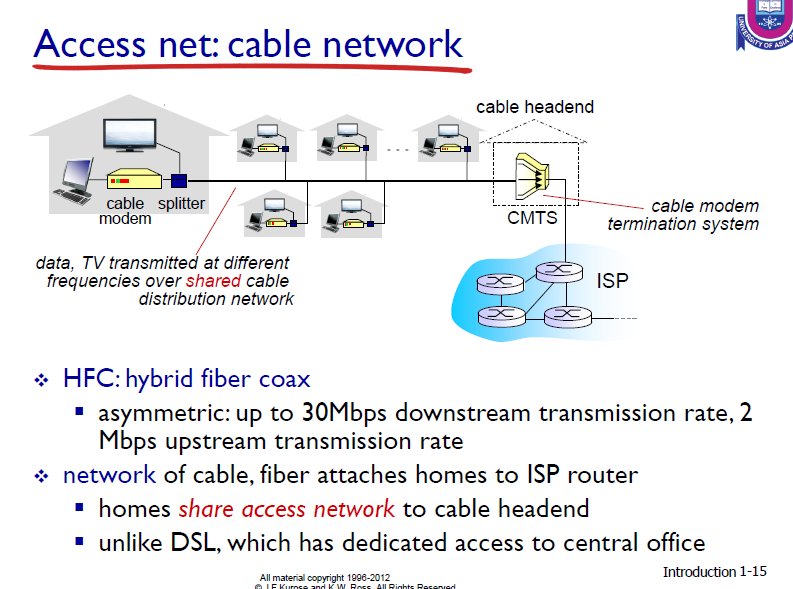 Access net: cable network
UNIVERSITY OF ASIA P
cable headend
cable splitter
modem
CMTS
cable modem
termination system
data, TV transmitted at different
frequencies over shared cable
distribution network
ISP
❖ HFC: hybrid fiber coax
▪ asymmetric: up to 30Mbps downstream transmission rate, 2
Mbps upstream transmission rate
❖ network of cable, fiber attaches homes to ISP router
▪ homes share access network to cable headend
▪ unlike DSL, which has dedicated access to central office
Introduction 1-15
All material copyright 1996-2012
© J.F Kurose and K.W. Ross, All Rights Reserved